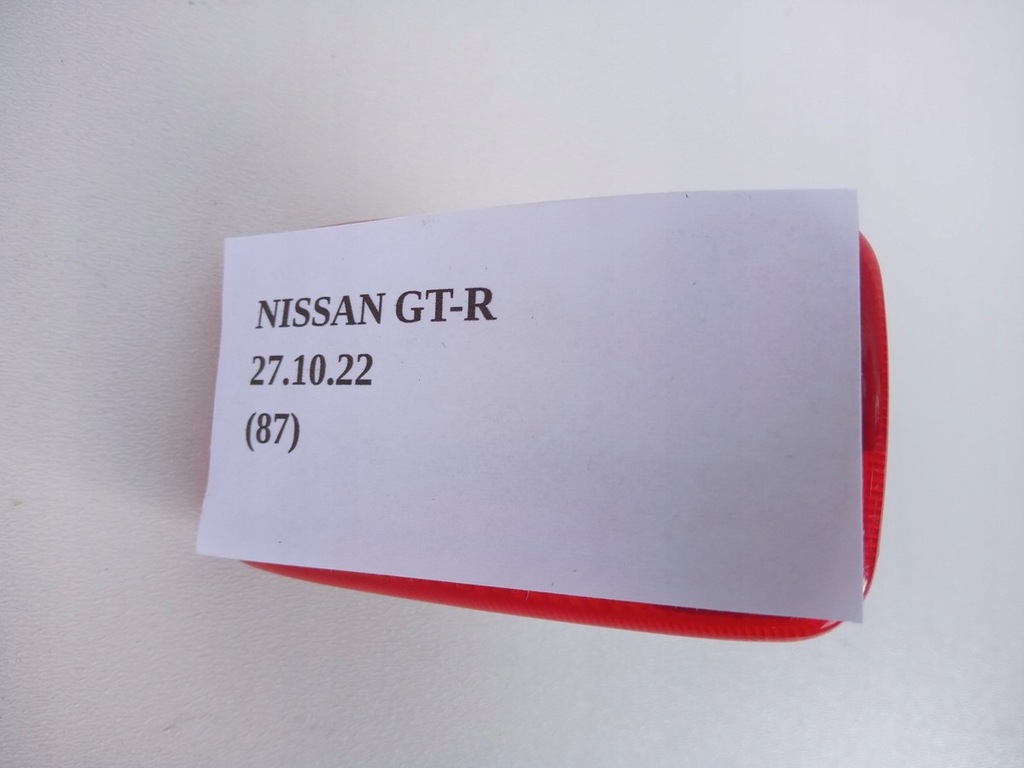 NISSAN GT-R
27.10.22
(87)